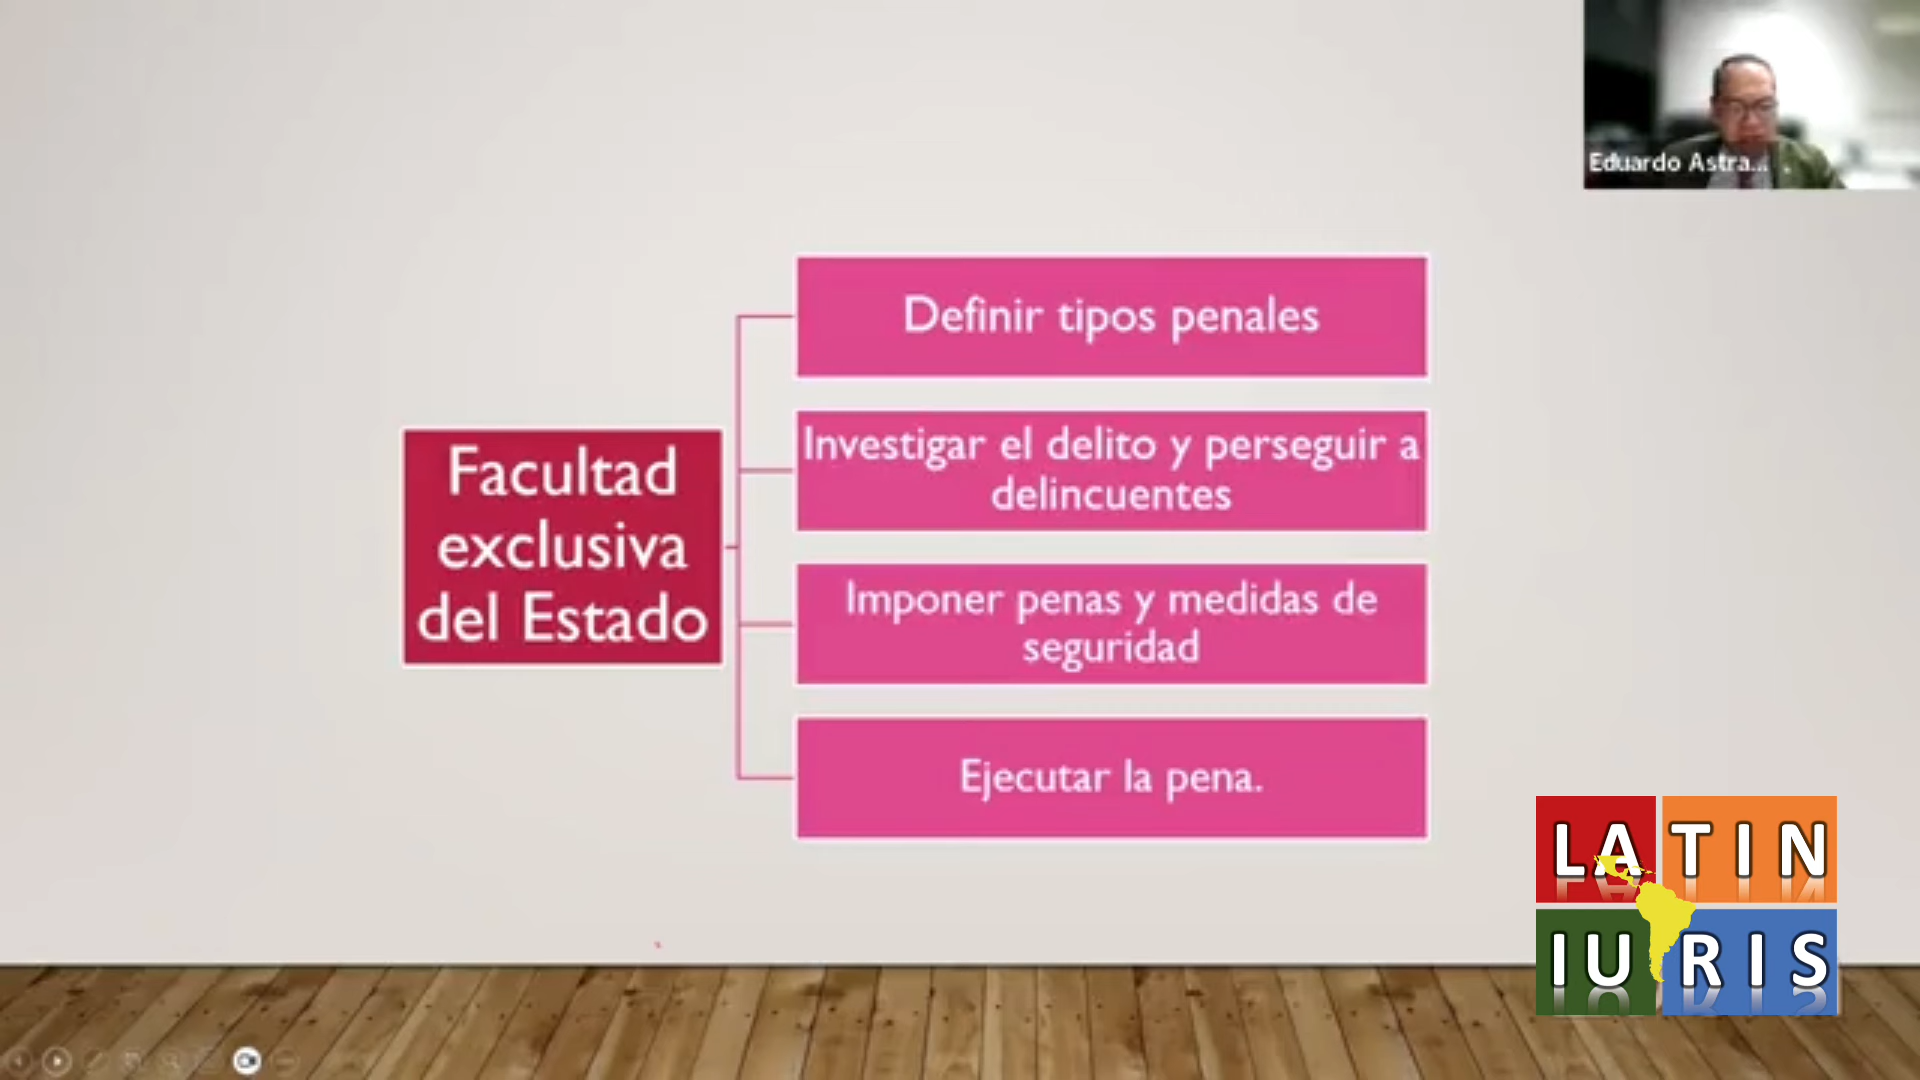 Eduardo Astra...
Facultad
exclusiva
del Estado
Definir tipos penales
Investigar el delito y perseguir a
delincuentes
Imponer penas y medidas de
seguridad
Ejecutar la pena.
LATIN
IURIS